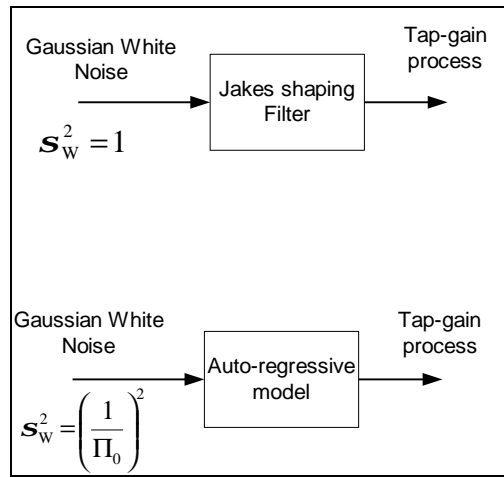 Gaussian White
Noise
Jakes shaping
Filter
Tap-gain
process
s_W^2 = 1
Gaussian White
Noise
Auto-regressive
model
Tap-gain
process
s_W^2 = (1/Π_0)^2